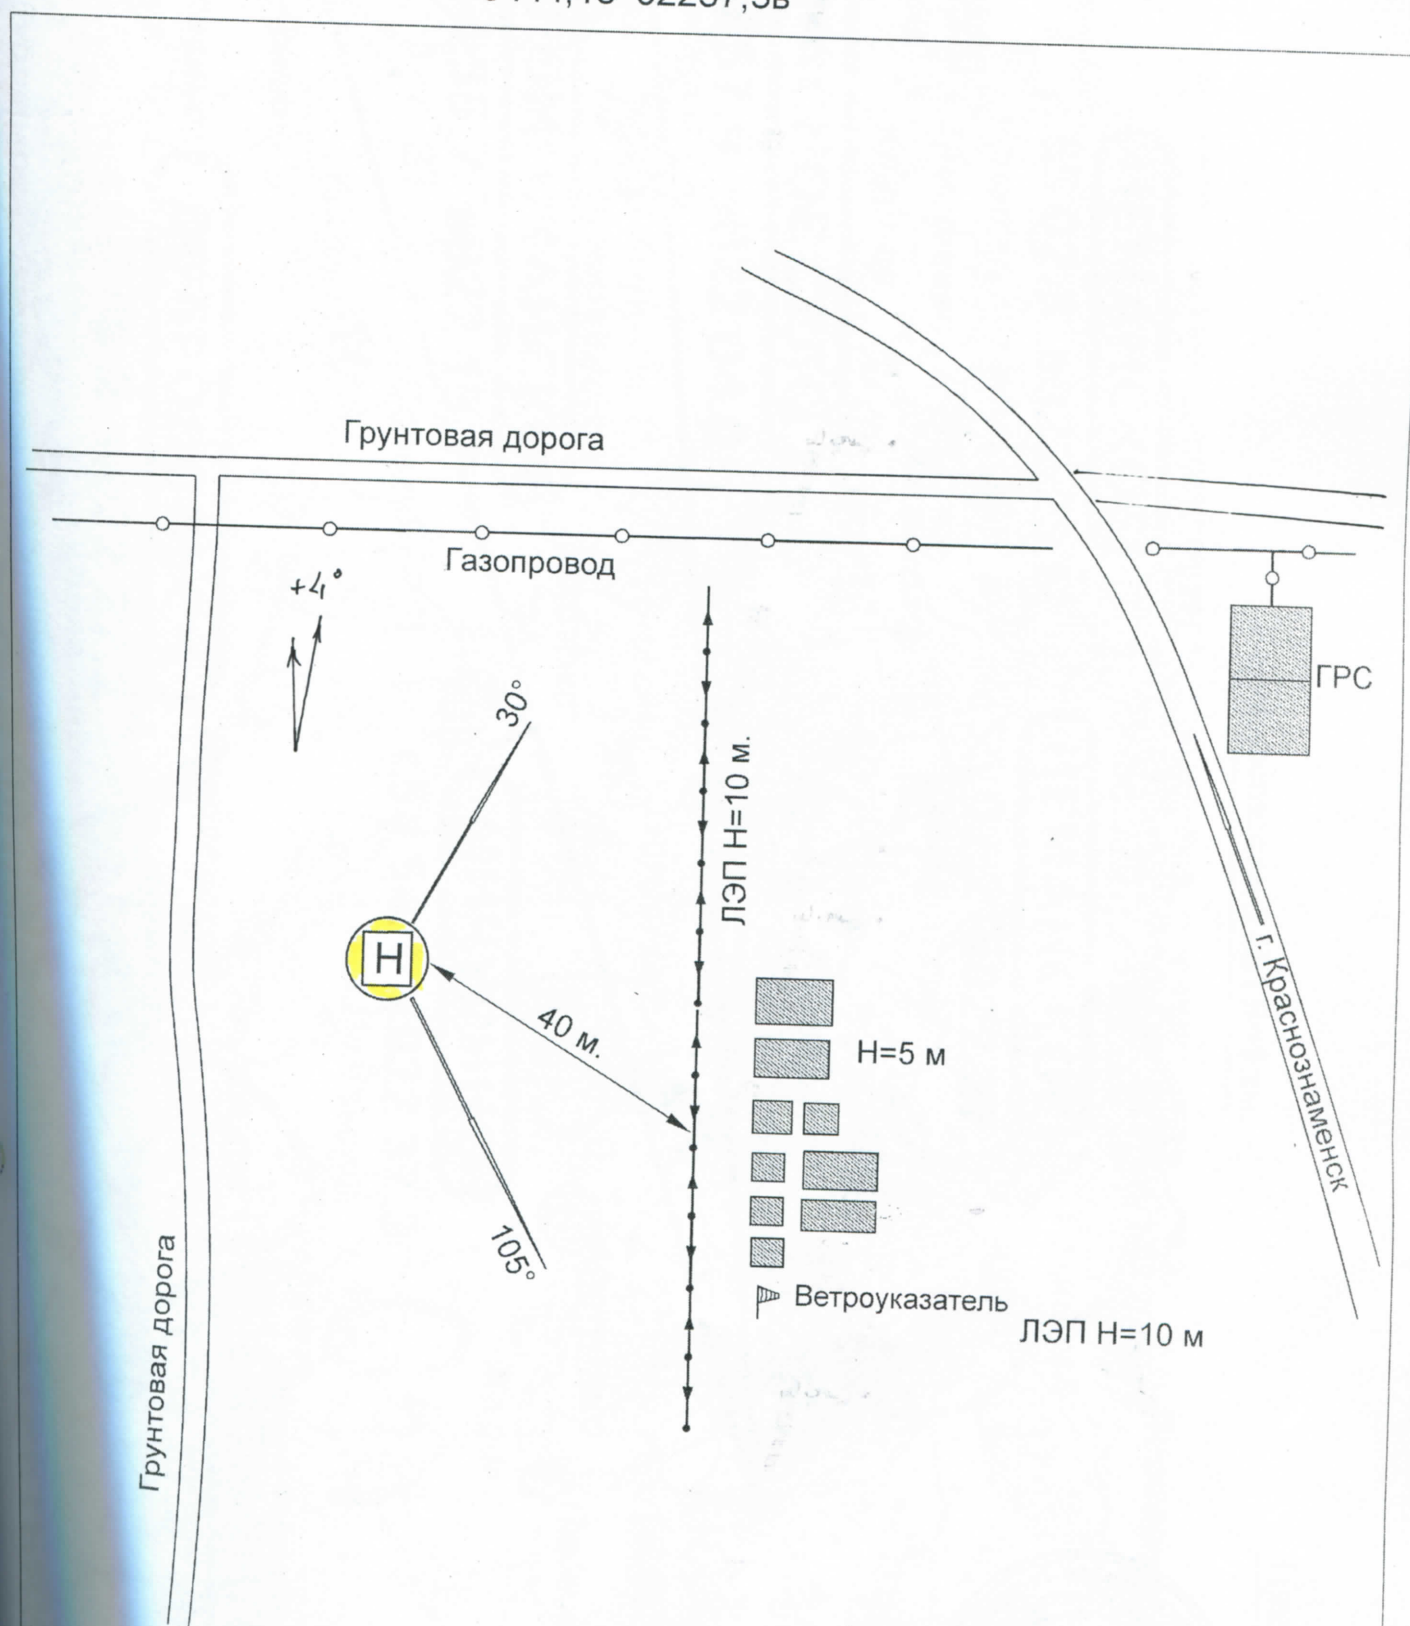 Грунтовая дорога
Газопровод
+4°
ГРС
30°
ЛЭП Н=10 м.
Н
40 м.
Н=5 м
г. Краснознаменск
105°
Ветроуказатель
ЛЭП Н=10 м
Грунтовая дорога